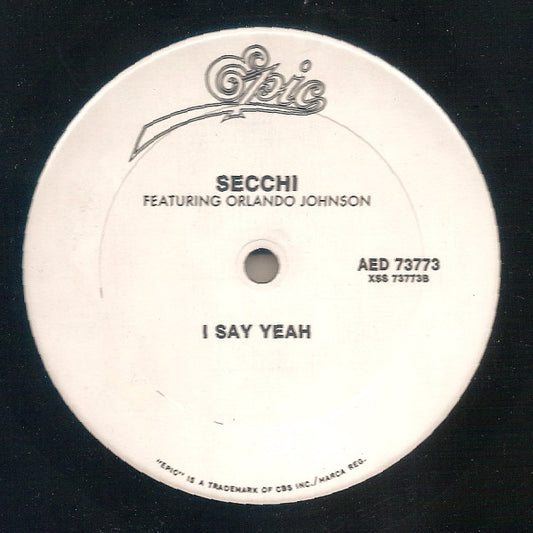 Epic
SECCHI
FEATURING ORLANDO JOHNSON
AED 73773
XSS 73773B
I SAY YEAH
"EPIC" IS A TRADEMARK OF CBS INC./MARCA REG.